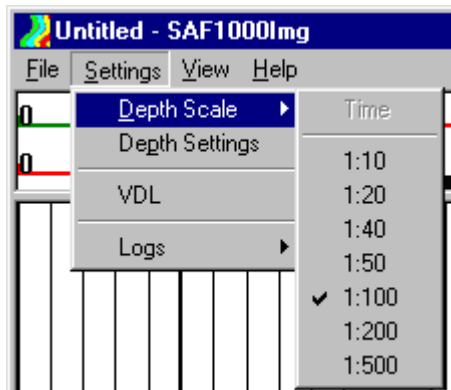 Untitled - SAF1000Img
File Settings View Help
0
0
Depth Scale
Depth Settings
VDL
Logs
Time
1:10
1:20
1:40
1:50
1:100
1:200
1:500